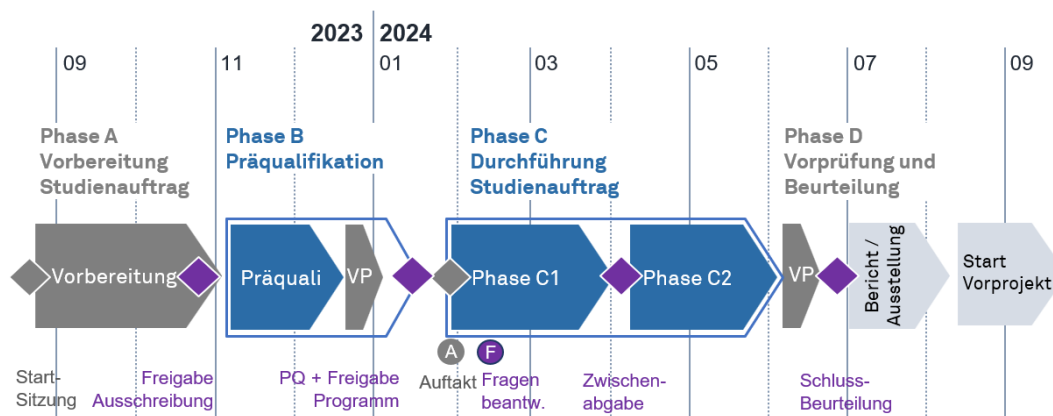 2023 2024
09 11 01 03 05 07 09
Phase A
Vorbereitung
Studienauftrag
Phase B
Präqualifikation
Phase C
Durchführung
Studienauftrag
Phase D
Vorprüfung und
Beurteilung
Vorbereitung
Präquali
VP
Phase C1
Phase C2
VP
Bericht /
Ausstellung
Start
Vorprojekt
A
F
Start-
Sitzung
Freigabe
Ausschreibung
PQ + Freigabe
Programm
Auftakt
Fragen
beantw.
Zwischen-
abgabe
Schluss-
Beurteilung